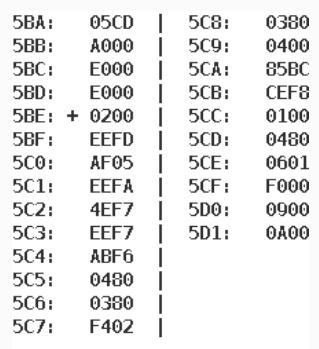 5BA: 05CD | 5C8: 0380
5BB: A000 | 5C9: 0400
5BC: E000 | 5CA: 85BC
5BD: E000 | 5CB: CEF8
5BE: + 0200 | 5CC: 0100
5BF: EEFD | 5CD: 0480
5C0: AF05 | 5CE: 0601
5C1: EEFA | 5CF: F000
5C2: 4EF7 | 5D0: 0900
5C3: EEF7 | 5D1: 0A00
5C4: ABF6 |
5C5: 0480 |
5C6: 0380 |
5C7: F402 |